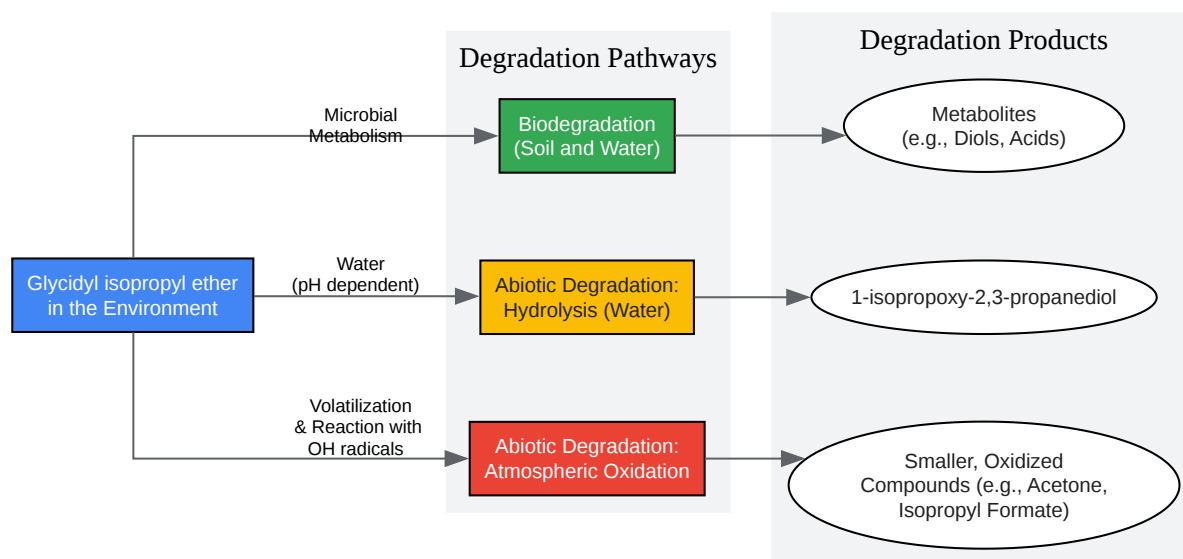 Degradation Pathways
Degradation Products
Microbial
Metabolism
Biodegradation
(Soil and Water)
Metabolites
(e.g., Diols, Acids)
Glycidyl isopropyl ether
in the Environment
Water
(pH dependent)
Abiotic Degradation:
Hydrolysis (Water)
1-isopropoxy-2,3-propanediol
Volatilization
& Reaction with
OH radicals
Abiotic Degradation:
Atmospheric Oxidation
Smaller, Oxidized
Compounds (e.g., Acetone,
Isopropyl Formate)